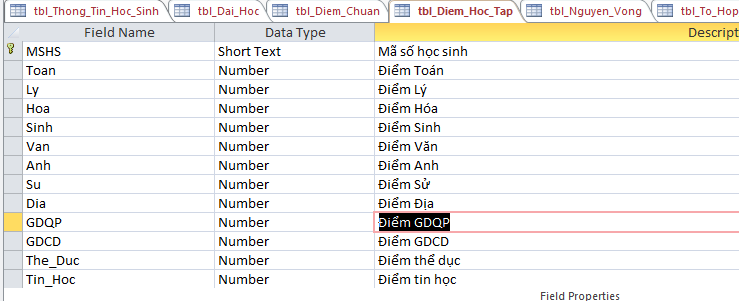 tbl_Thong_Tin_Hoc_Sinh tbl_Dai_Hoc tbl_Diem_Chuan tbl_Diem_Hoc_Tap tbl_Nguyen_Vong tbl_To_Hop
Field Name Data Type Descript
MSHS Short Text Mã số học sinh
Toan Number Điểm Toán
Ly Number Điểm Lý
Hoa Number Điểm Hóa
Sinh Number Điểm Sinh
Van Number Điểm Văn
Anh Number Điểm Anh
Su Number Điểm Sử
Dia Number Điểm Địa
GDQP Number Điểm GDQP
GDCD Number Điểm GDCD
The_Duc Number Điểm thể dục
Tin_Hoc Number Điểm tin học
Field Properties